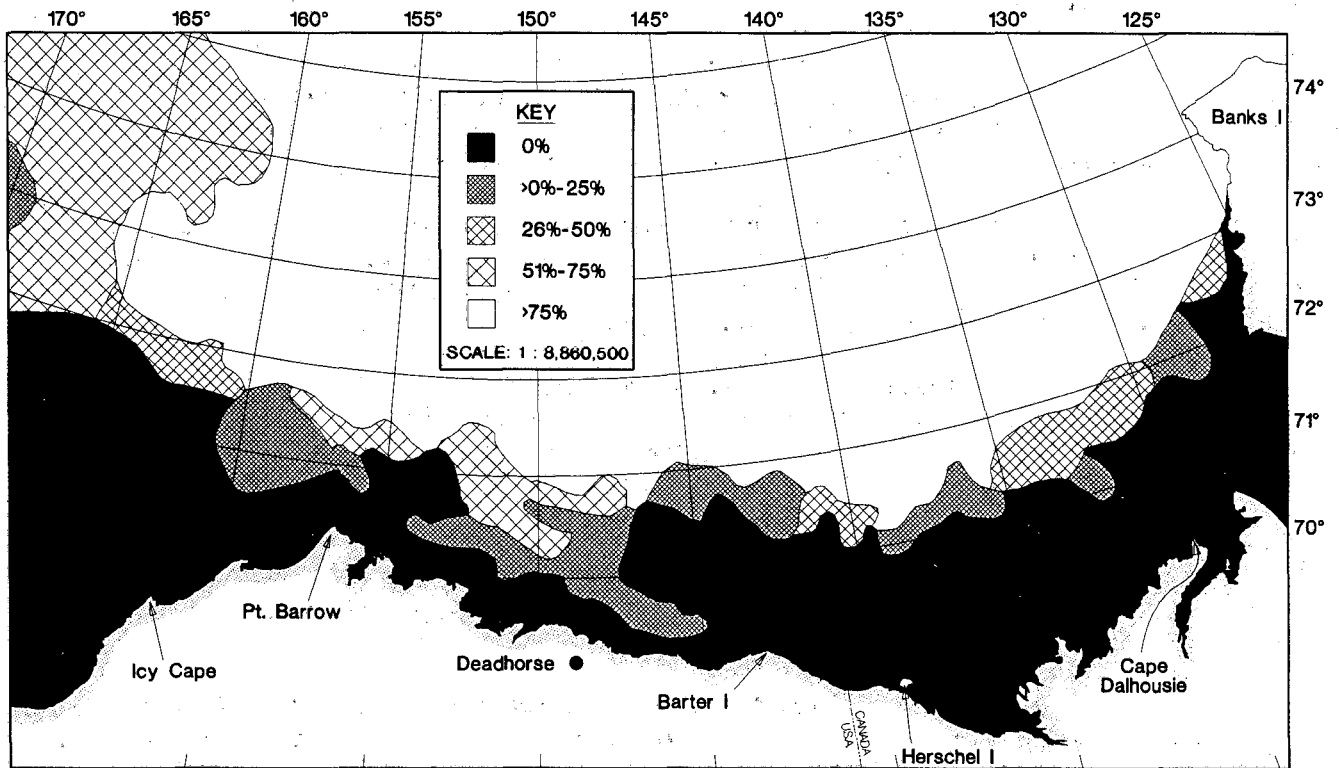 170° 165° 160° 155° 150° 145° 140° 135° 130° 125°
74°
Banks I
KEY
0%
>0%-25%
73°
26%-50%
51%-75%
>75%
72°
SCALE: 1 : 8,860,500
71°
70°
Pt. Barrow
Icy Cape
Deadhorse
Barter I
Cape
Dalhousie
CANADA
USA
Herschel I